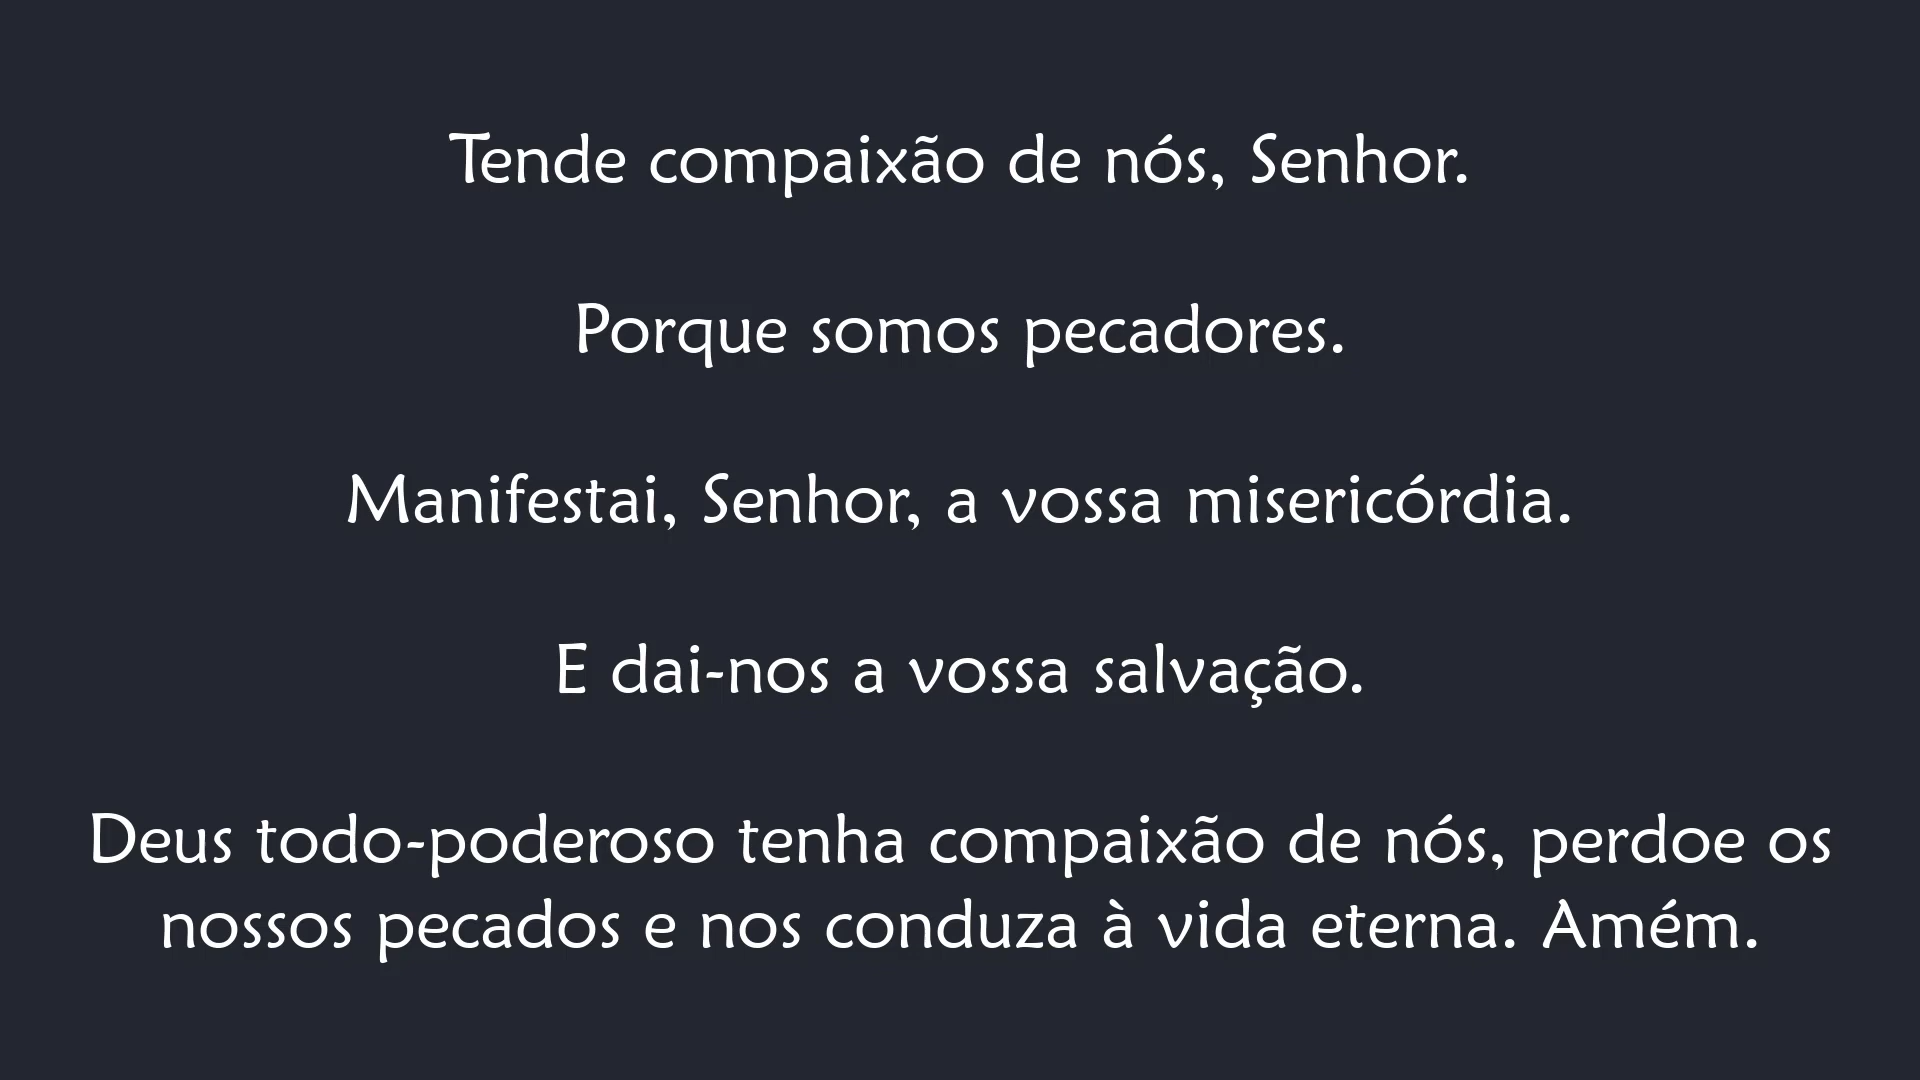 Tende compaixão de nós, Senhor.
Porque somos pecadores.
Manifestai, Senhor, a vossa misericórdia.
E dai-nos a vossa salvação.
Deus todo-poderoso tenha compaixão de nós, perdoe os
nossos pecados e nos conduza à vida eterna. Amém.